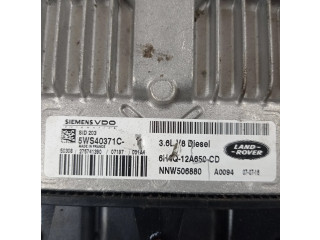 SIEMENS VDO
SID 203
5WS40371C-
MADE IN FRANCE
3.6L V8 Diesel
6H4Q-12A650-CD
NNW506880 A0094 07-07-16
LAND-
ROVER